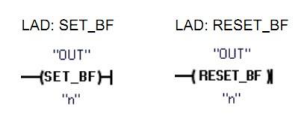 LAD: SET_BF
LAD: RESET_BF
"OUT"
"OUT"
(SET_BF)
( RESET_BF )
"n"
"n"